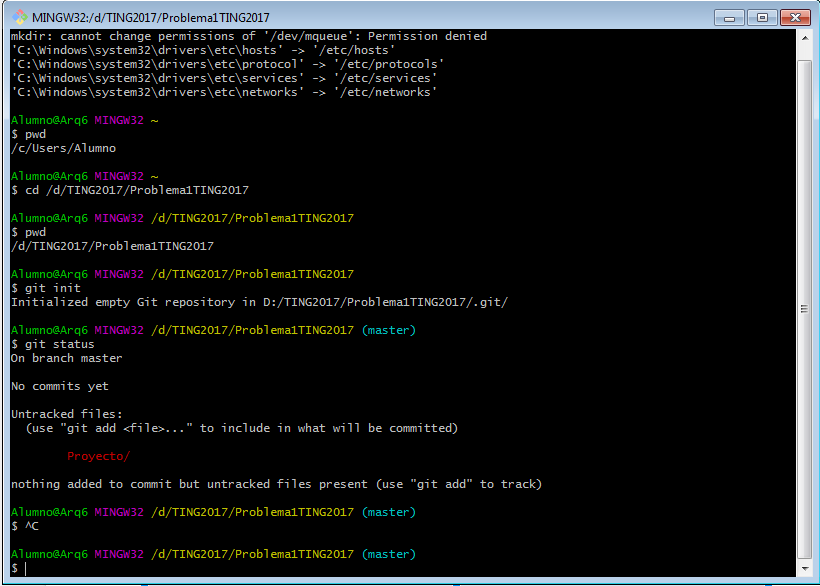 MINGW32:/d/TING2017/Problema1TING2017
mkdir: cannot change permissions of '/dev/mqueue': Permission denied
'C:\Windows\system32\drivers\etc\hosts' -> '/etc/hosts'
'C:\Windows\system32\drivers\etc\protocol' -> '/etc/protocols'
'C:\Windows\system32\drivers\etc\services' -> '/etc/services'
'C:\Windows\system32\drivers\etc\networks' -> '/etc/networks'
Alumno@Arq6 MINGW32 ~
$ pwd
/c/Users/Alumno
Alumno@Arq6 MINGW32 ~
$ cd /d/TING2017/Problema1TING2017
Alumno@Arq6 MINGW32 /d/TING2017/Problema1TING2017
$ pwd
/d/TING2017/Problema1TING2017
Alumno@Arq6 MINGW32 /d/TING2017/Problema1TING2017
$ git init
Initialized empty Git repository in D:/TING2017/Problema1TING2017/.git/
Alumno@Arq6 MINGW32 /d/TING2017/Problema1TING2017 (master)
$ git status
On branch master
No commits yet
Untracked files:
  (use "git add <file>..." to include in what will be committed)
        Proyecto/
nothing added to commit but untracked files present (use "git add" to track)
Alumno@Arq6 MINGW32 /d/TING2017/Problema1TING2017 (master)
$ ^C
Alumno@Arq6 MINGW32 /d/TING2017/Problema1TING2017 (master)
$